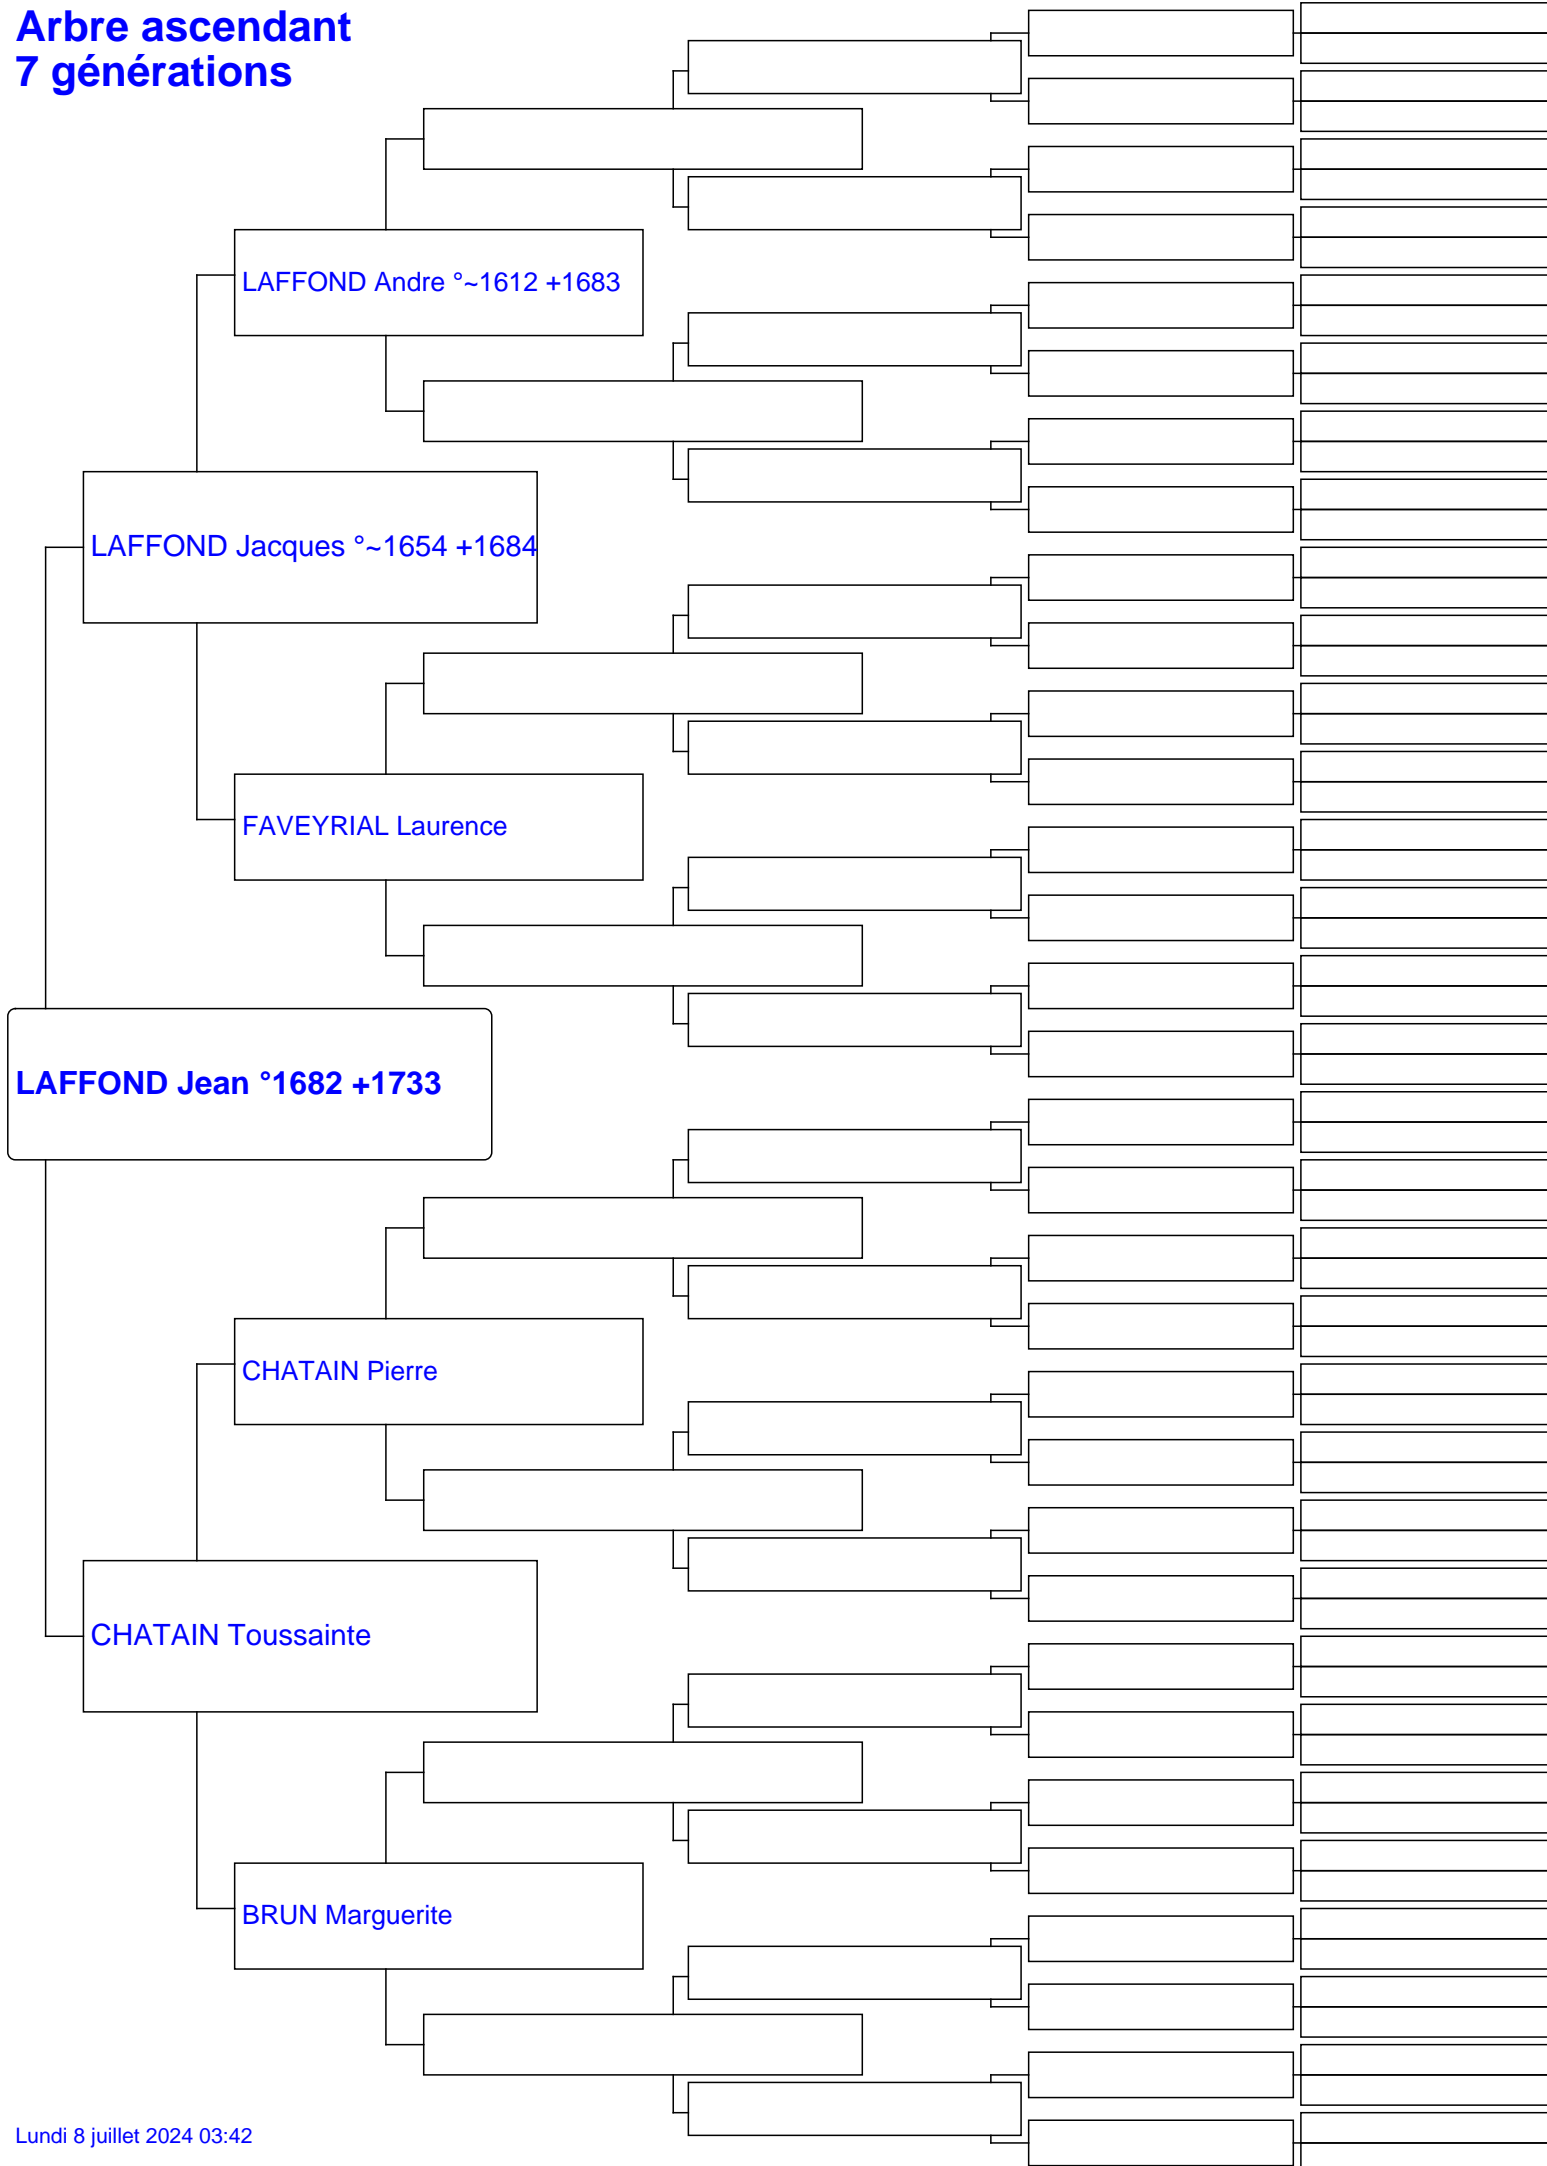 Arbre ascendant
7 générations
LAFFOND Andre °~1612 +1683
LAFFOND Jacques °~1654 +1684
FAVEYRIAL Laurence
LAFFOND Jean °1682 +1733
CHATAIN Pierre
CHATAIN Toussainte
BRUN Marguerite
Lundi 8 juillet 2024 03:42